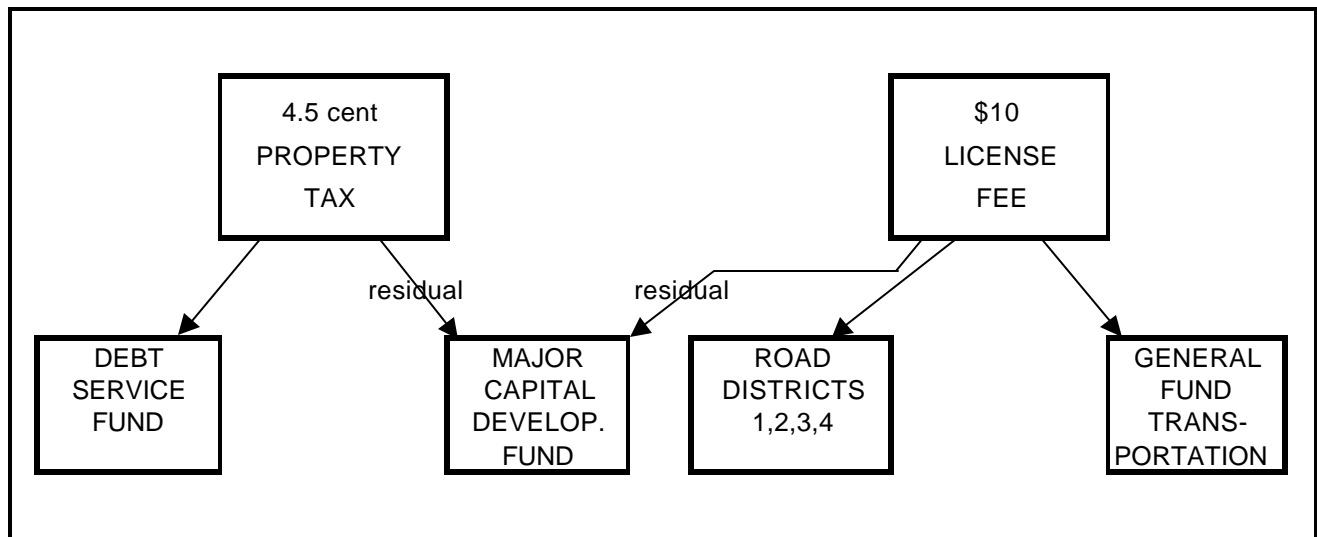 4.5 cent
PROPERTY
TAX
$10
LICENSE
FEE
residual
residual
DEBT
SERVICE
FUND
MAJOR
CAPITAL
DEVELOP.
FUND
ROAD
DISTRICTS
1,2,3,4
GENERAL
FUND
TRANS-
PORTATION